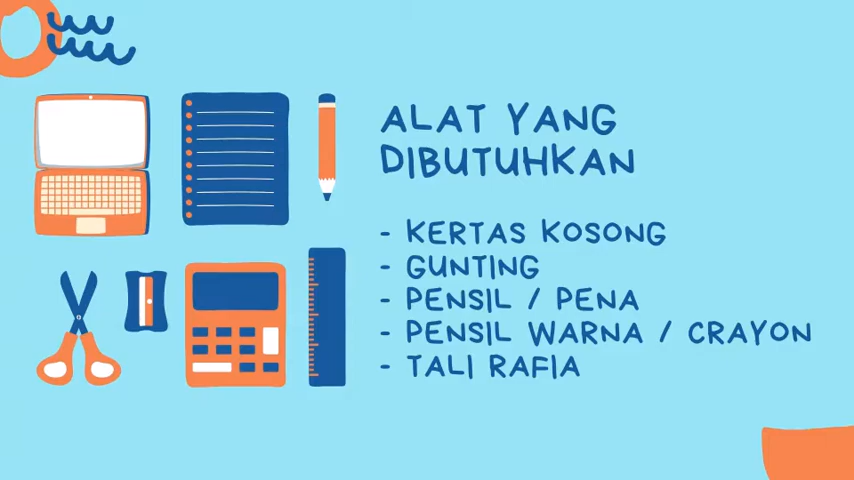 ALAT YANG
DIBUTUHKAN
- KERTAS KOSONG
- GUNTING
- PENSIL / PENA
- PENSIL WARNA / CRAYON
- TALI RAFIA